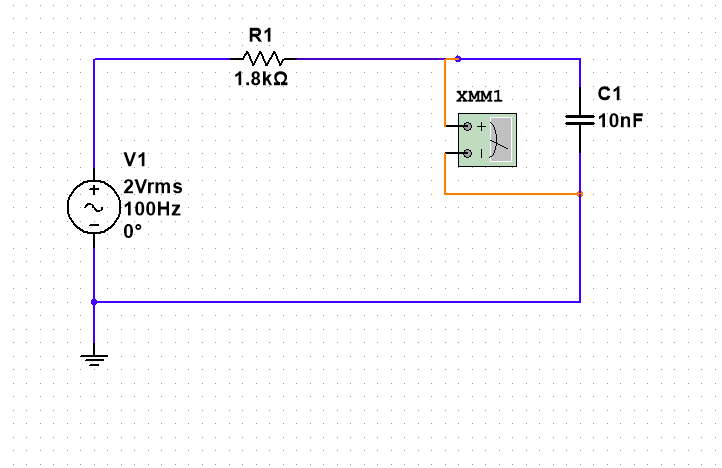 R1
1.8kΩ
XMM1
C1
10nF
V1
2Vrms
100Hz
0°